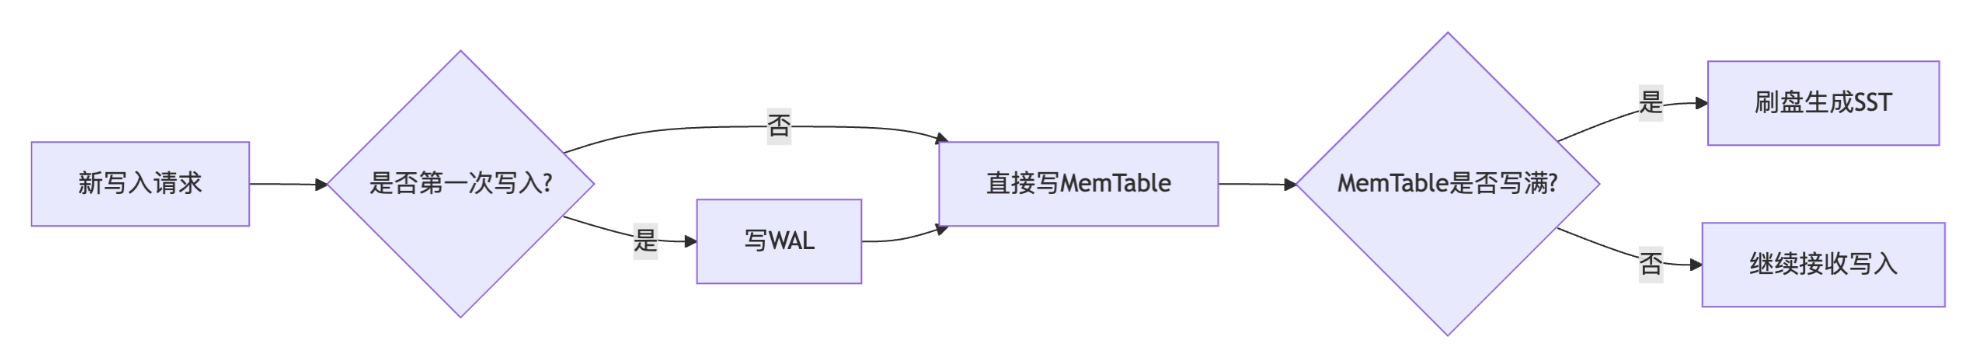 新写入请求
是否第一次写入?
否
是
写WAL
直接写MemTable
MemTable是否写满?
是
刷盘生成SST
否
继续接收写入